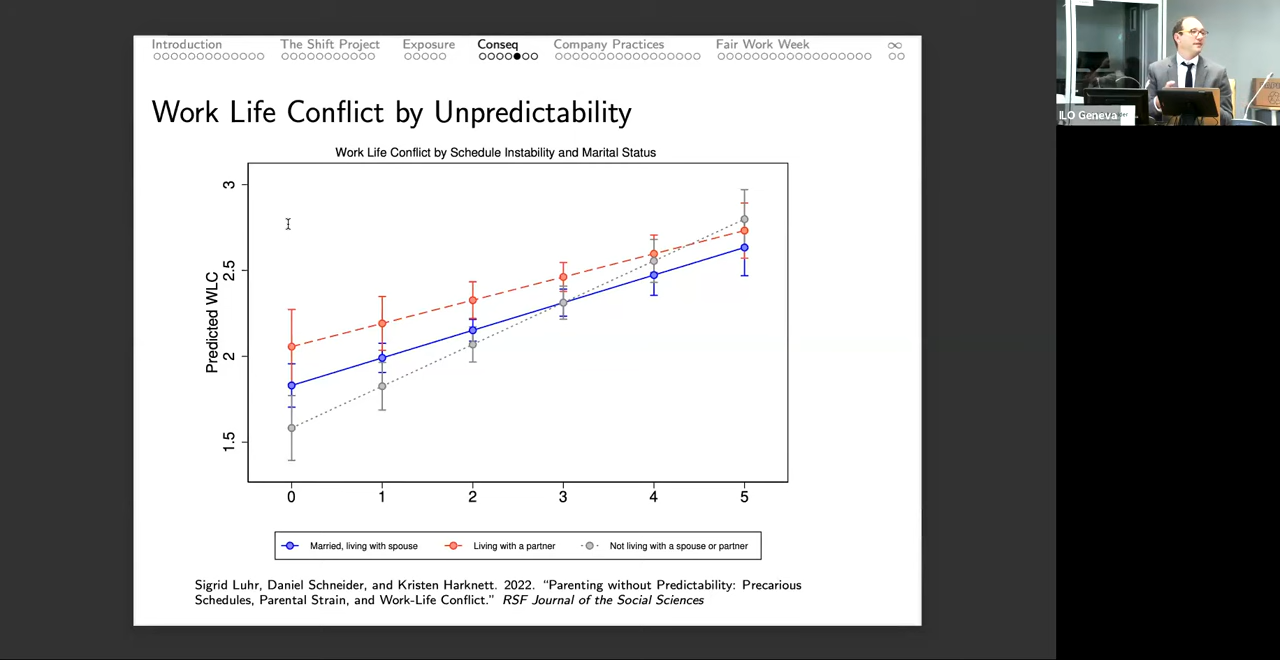 Introduction The Shift Project Exposure Conseq Company Practices Fair Work Week ∞
Work Life Conflict by Unpredictability
Work Life Conflict by Schedule Instability and Marital Status
Predicted WLC
3
2.5
2
1.5
0 1 2 3 4 5
Married, living with spouse Living with a partner Not living with a spouse or partner
Sigrid Luhr, Daniel Schneider, and Kristen Harknett. 2022. "Parenting without Predictability: Precarious
Schedules, Parental Strain, and Work-Life Conflict." RSF Journal of the Social Sciences
ILO Geneva